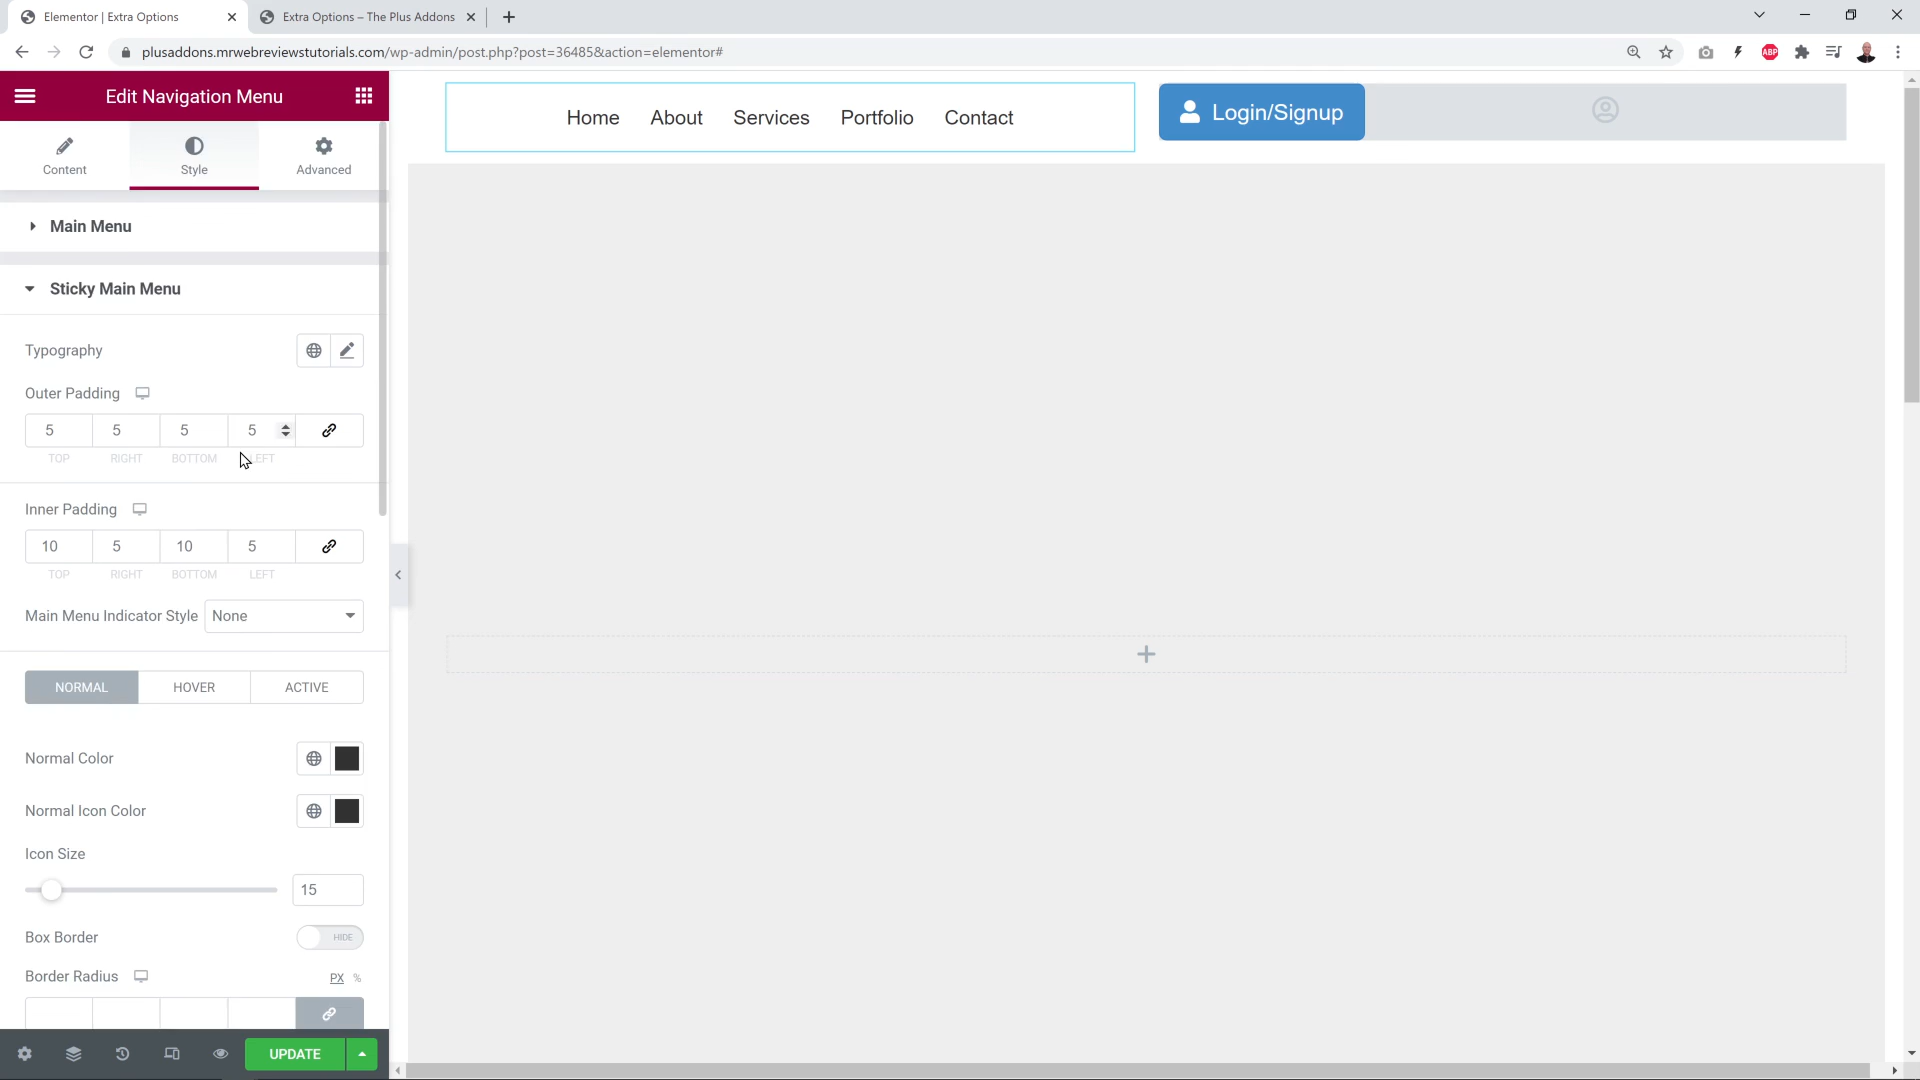 Elementor | Extra Options
Extra Options – The Plus Addons
plusaddons.mrwebreviewstutorials.com/wp-admin/post.php?post=36485&action=elementor#
ABP
Edit Navigation Menu
Content
Style
Advanced
Home
About
Services
Portfolio
Contact
Login/Signup
Main Menu
Sticky Main Menu
Typography
Outer Padding
5 5 5 5
TOP RIGHT BOTTOM LEFT
Inner Padding
10 5 10 5
TOP RIGHT BOTTOM LEFT
Main Menu Indicator Style None
NORMAL HOVER ACTIVE
Normal Color
Normal Icon Color
Icon Size
15
Box Border HIDE
Border Radius PX %
UPDATE